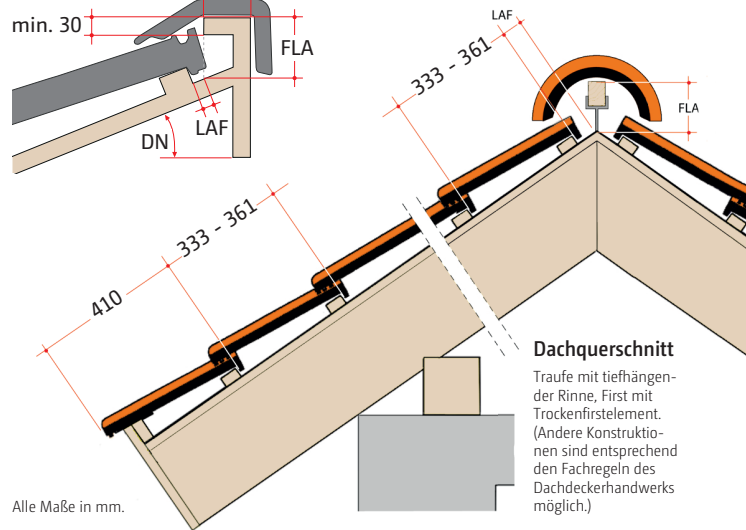 min. 30
FLA
LAF
DN
LAF
333 - 361
FLA
333 - 361
410
Dachquerschnitt
Traufe mit tiefhängen-
der Rinne, First mit
Trockenfirstelement.
(Andere Konstruktio-
nen sind entsprechend
den Fachregeln des
Dachdeckerhandwerks
möglich.)
Alle Maße in mm.